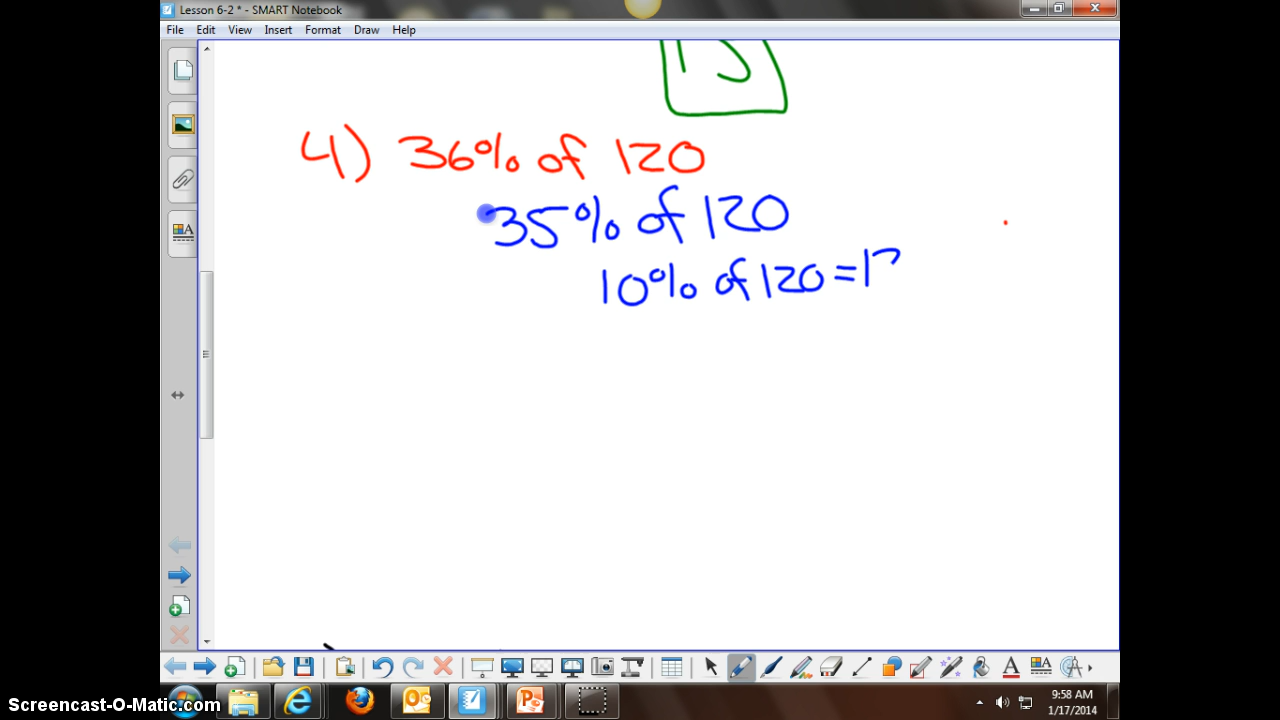 Lesson 6-2 * - SMART Notebook
File Edit View Insert Format Draw Help
4) 36% of 120
35% of 120
10% of 120 =
9:58 AM
1/17/2014
Screencast-O-Matic.com